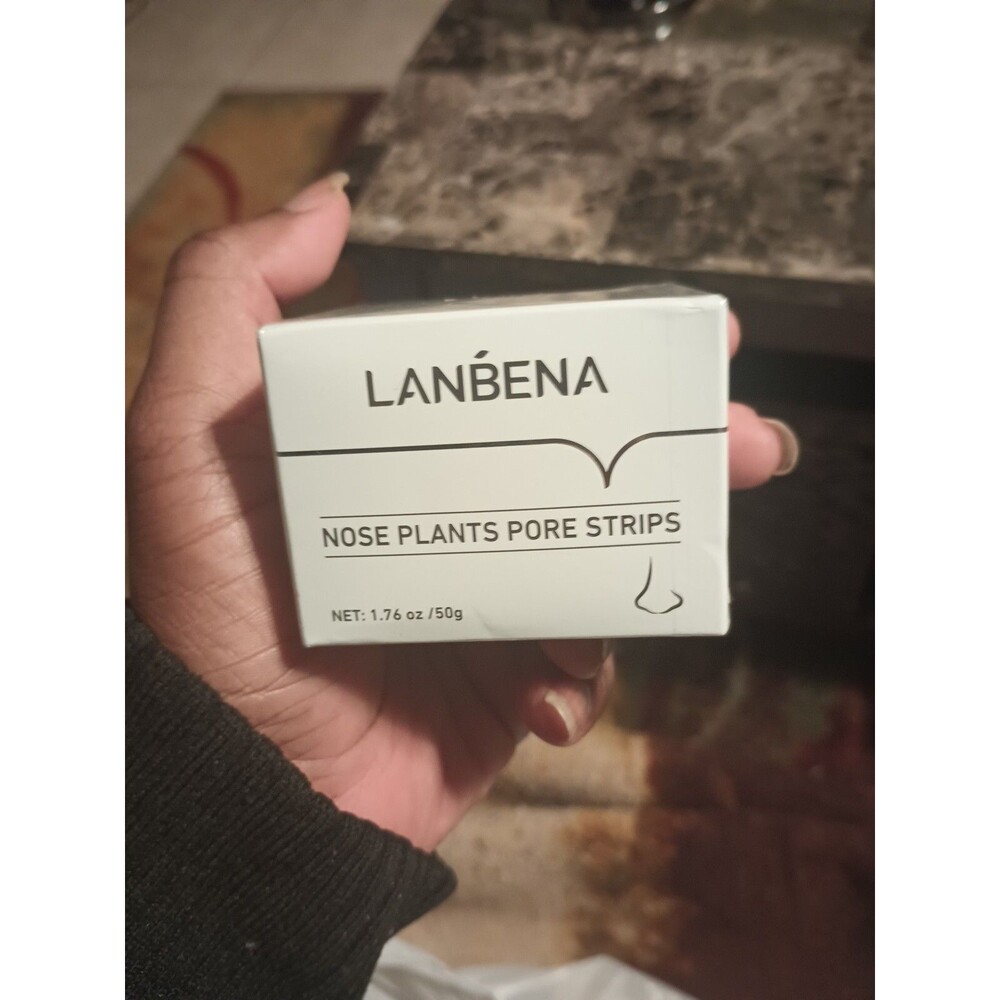 LANBENA
NOSE PLANTS PORE STRIPS
NET: 1.76 oz /50g